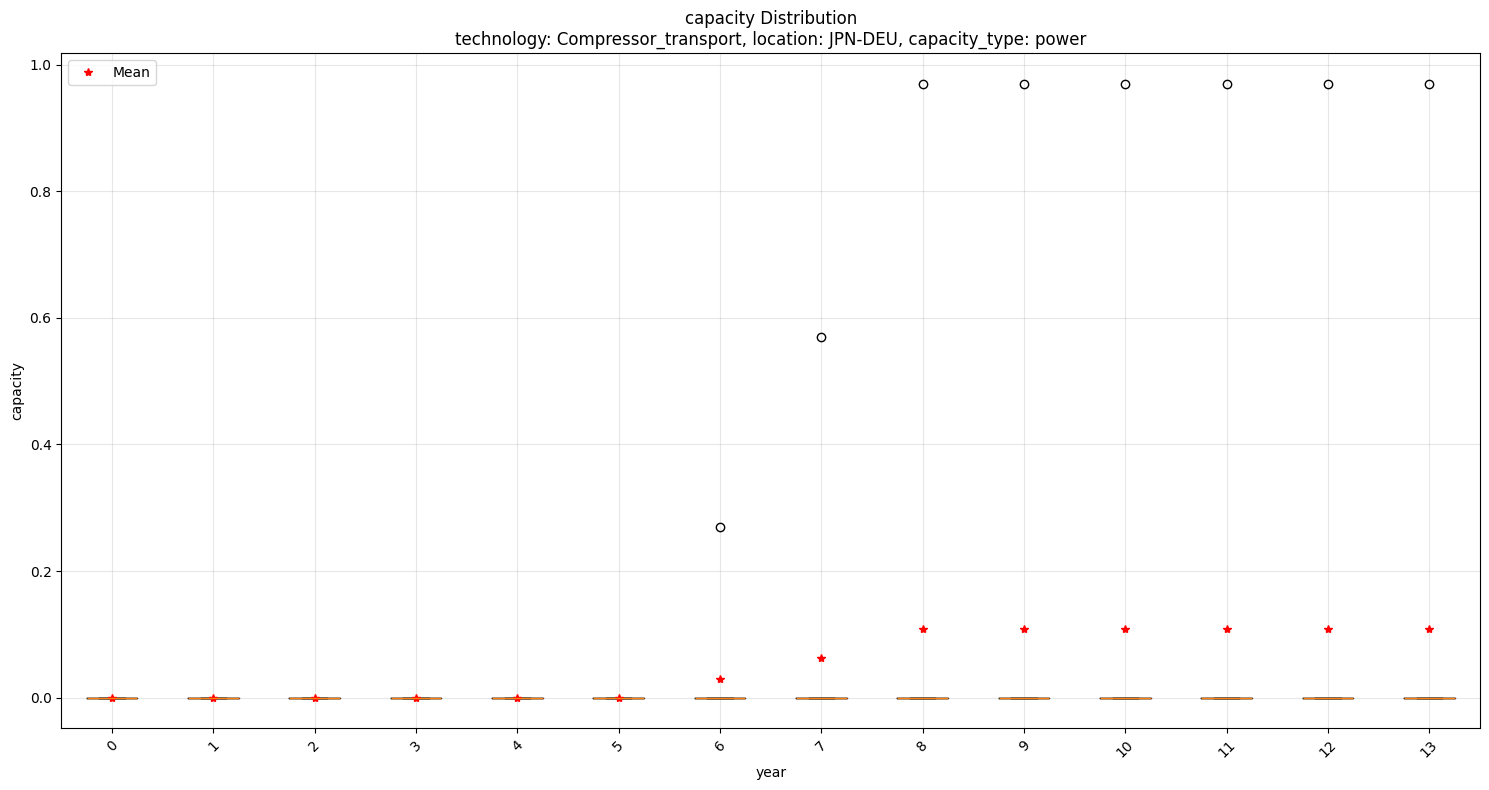 capacity Distribution
technology: Compressor_transport, location: JPN-DEU, capacity_type: power
Mean
1.0
0.8
0.6
0.4
0.2
0.0
capacity
0 1 2 3 4 5 6 7 8 9 10 11 12 13
year